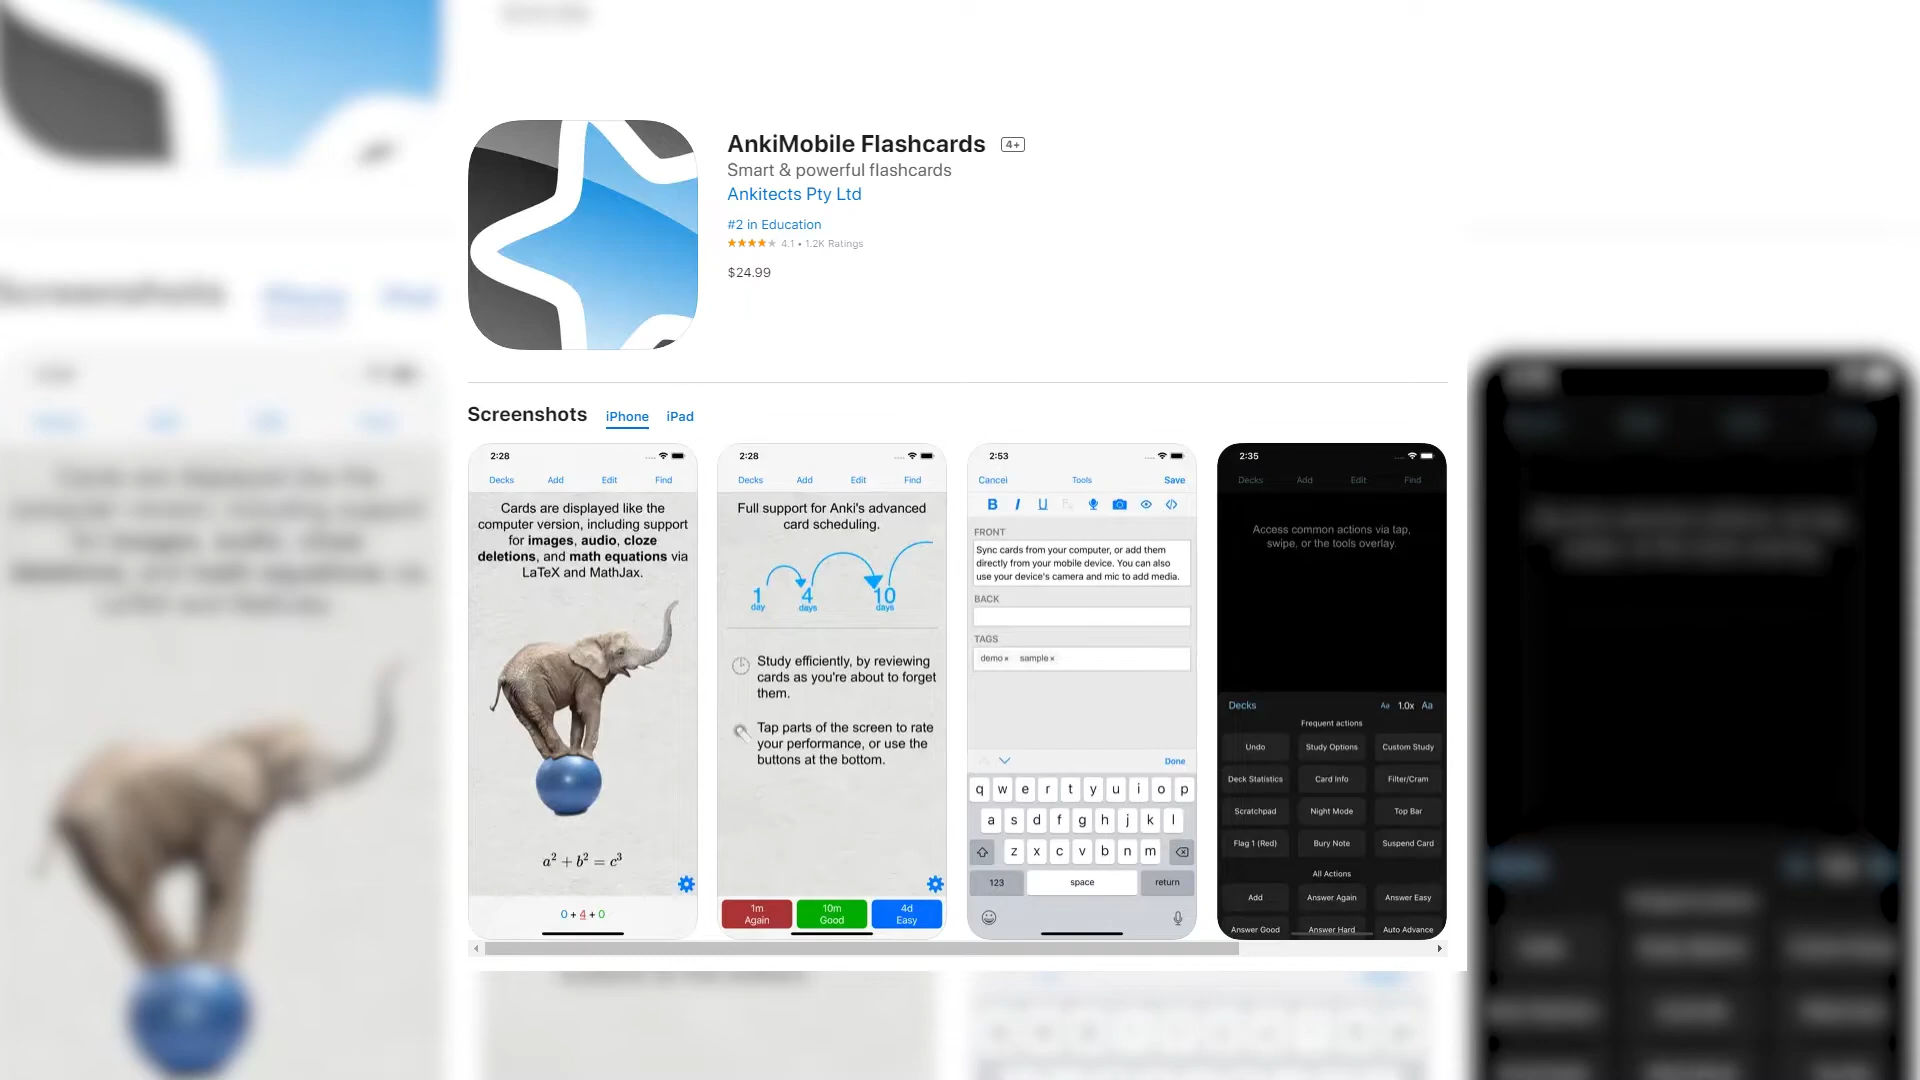 AnkiMobile Flashcards 4+
Smart & powerful flashcards
Ankitects Pty Ltd
#2 in Education
4.1 • 1.2K Ratings
$24.99
Screenshots iPhone iPad
2:28
Decks Add Edit Find
Cards are displayed like the
computer version, including support
for images, audio, cloze
deletions, and math equations via
LaTeX and MathJax.
a² + b² = c³
0 + 4 + 0
2:28
Decks Add Edit Find
Full support for Anki's advanced
card scheduling.
1 4 10
day days days
Study efficiently, by reviewing
cards as you're about to forget
them.
Tap parts of the screen to rate
your performance, or use the
buttons at the bottom.
1m 10m 4d
Again Good Easy
2:53
Cancel Tools Save
B I U
FRONT
Sync cards from your computer, or add them
directly from your mobile device. You can also
use your device's camera and mic to add media.
BACK
TAGS
demo× sample×
Done
q w e r t y u i o p
a s d f g h j k l
z x c v b n m
123 space return
2:35
Decks Add Edit Find
Access common actions via tap,
swipe, or the tools overlay.
Decks Aa 1.0x Aa
Frequent actions
Undo Study Options Custom Study
Deck Statistics Card Info Filter/Cram
Scratchpad Night Mode Top Bar
Flag 1 (Red) Bury Note Suspend Card
All Actions
Add Answer Again Answer Easy
Answer Good Answer Hard Auto Advance